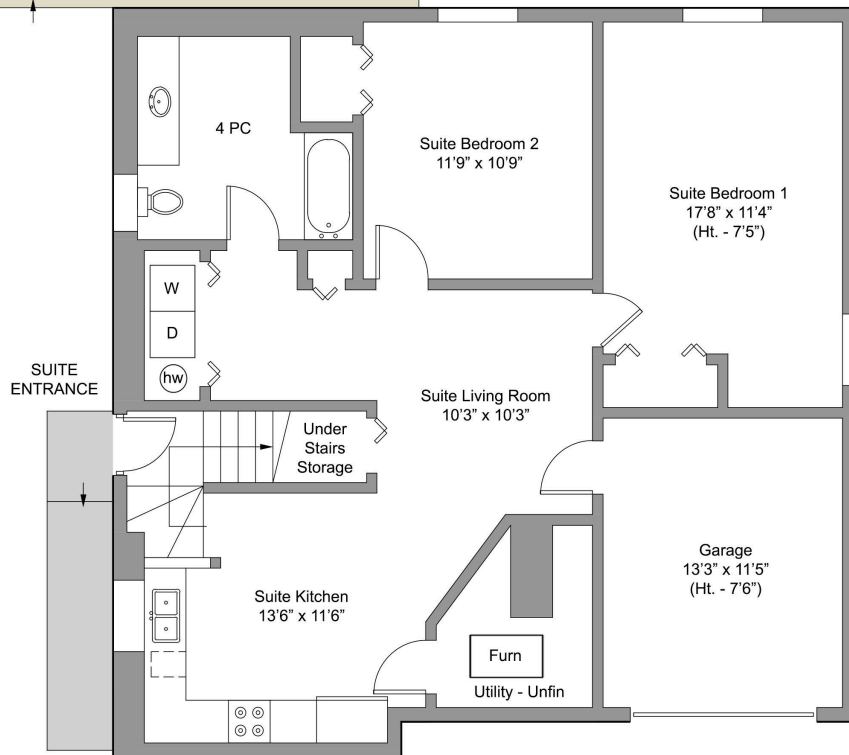 4 PC
Suite Bedroom 2
11'9” x 10'9”
Suite Bedroom 1
17'8” x 11'4”
(Ht. - 7'5”)
W
D
hw
SUITE
ENTRANCE
Suite Living Room
10'3” x 10'3”
Under
Stairs
Storage
Garage
13'3” x 11'5”
(Ht. - 7'6”)
Suite Kitchen
13'6” x 11'6”
Furn
Utility - Unfin